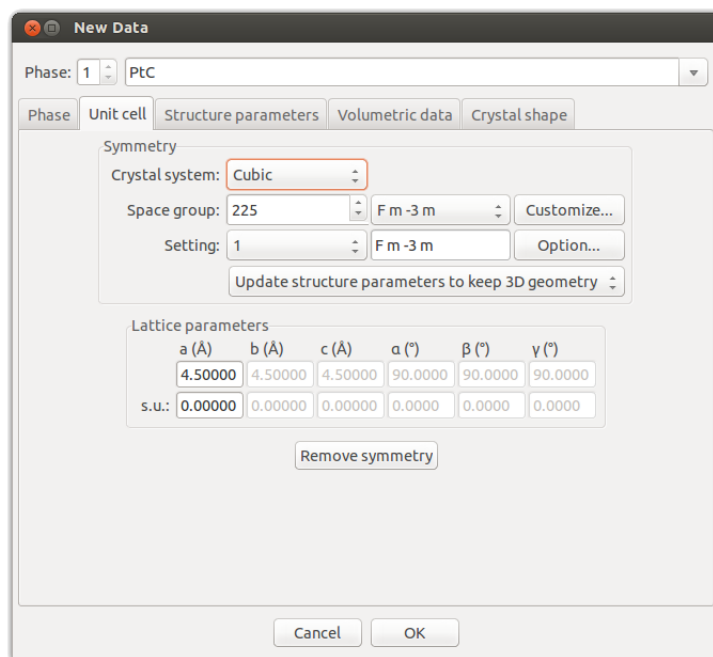 New Data
Phase: 1 PtC
Phase Unit cell Structure parameters Volumetric data Crystal shape
Symmetry
Crystal system: Cubic
Space group: 225 F m -3 m Customize...
Setting: 1 F m -3 m Option...
Update structure parameters to keep 3D geometry
Lattice parameters
a (Å) b (Å) c (Å) α (°) β (°) γ (°)
4.50000 4.50000 4.50000 90.0000 90.0000 90.0000
s.u.: 0.00000 0.00000 0.00000 0.0000 0.0000 0.0000
Remove symmetry
Cancel OK